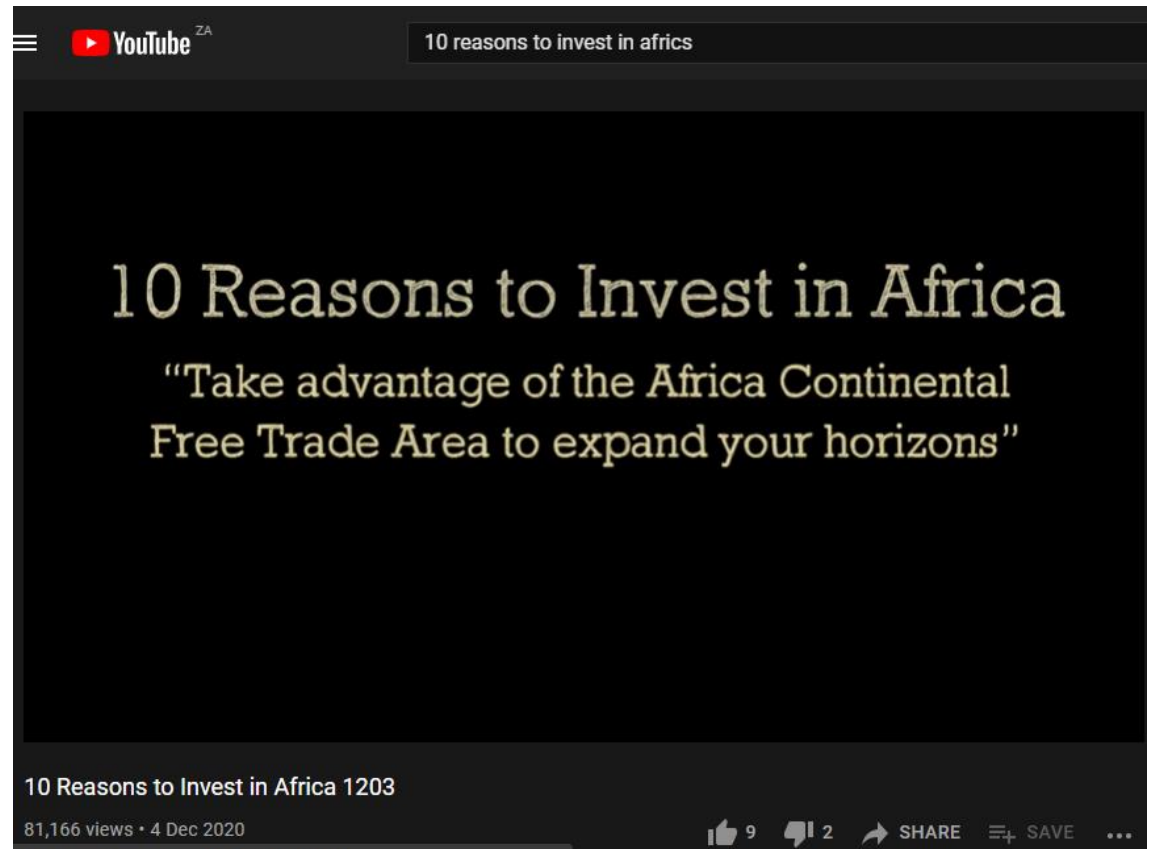 YouTube ZA
10 reasons to invest in africs
10 Reasons to Invest in Africa
“Take advantage of the Africa Continental
Free Trade Area to expand your horizons”
10 Reasons to Invest in Africa 1203
81,166 views • 4 Dec 2020
9 2 SHARE SAVE